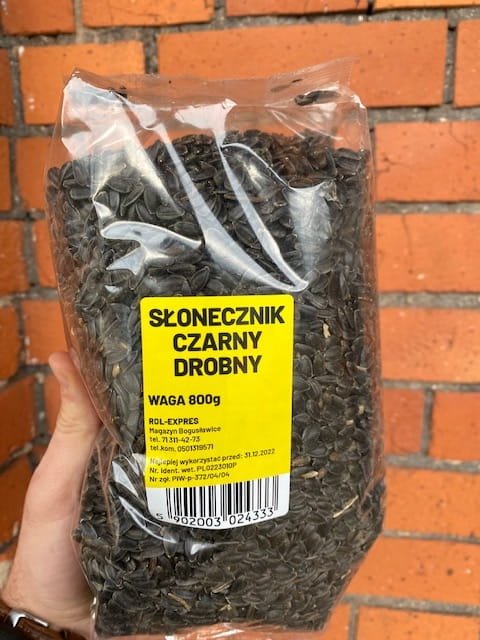 SŁONECZNIK
CZARNY
DROBNY
WAGA 800g
ROL-EXPRES
Magazyn Bogusławice
tel. 71 311-42-73
tel.kom. 0501319571
Najlepiej wykorzystać przed: 31.12.2022
Nr. ident. wet. PL0223010P
Nr zgł. PIW-p-372/04/04
5 902003 024333